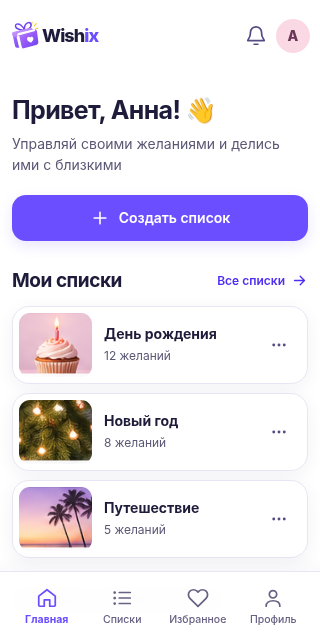 Wishix
A
Привет, Анна! 👋
Управляй своими желаниями и делись
ими с близкими
Создать список
Мои списки
Все списки
День рождения
12 желаний
Новый год
8 желаний
Путешествие
5 желаний
Главная
Списки
Избранное
Профиль